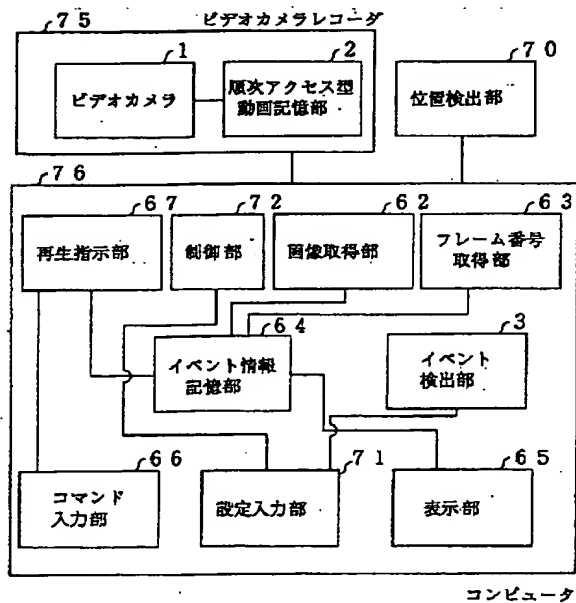 ７５
ビデオカメラレコーダ
１
２
７０
ビデオカメラ
順次アクセス型
動画記憶部
位置検出部
７６
６７
７２
６２
６３
再生指示部
制御部
画像取得部
フレーム番号
取得部
６４
３
イベント情報
記憶部
イベント
検出部
６６
７１
６５
コマンド
入力部
設定入力部
表示部
コンピュータ